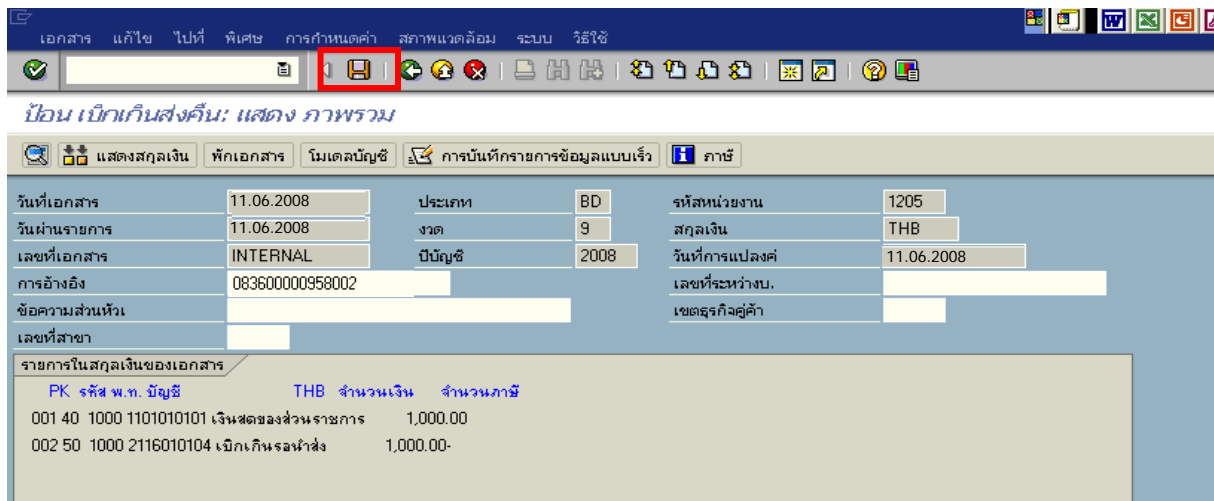 เอกสาร แก้ไข ไปที่ พิเศษ การกำหนดค่า สภาพแวดล้อม ระบบ วิธีใช้
ป้อน เบิกเกินส่งคืน: แสดง ภาพรวม
แสดงสกุลเงิน พักเอกสาร โมเดลบัญชี การบันทึกรายการข้อมูลแบบเร็ว ภาษี
วันที่เอกสาร 11.06.2008 ประเภท BD รหัสหน่วยงาน 1205
วันผ่านรายการ 11.06.2008 งวด 9 สกุลเงิน THB
เลขที่เอกสาร INTERNAL ปีบัญชี 2008 วันที่การแปลงค่ 11.06.2008
การอ้างอิง 083600000958002 เลขที่ระหว่างบ.
ข้อความส่วนหัวเ เขตธุรกิจคู่ค้า
เลขที่สาขา
รายการในสกุลเงินของเอกสาร
PK รหัส พ.ท. บัญชี THB จำนวนเงิน จำนวนภาษี
001 40 1000 1101010101 เงินสดของส่วนราชการ 1,000.00
002 50 1000 2116010104 เบิกเกินรอนำส่ง 1,000.00-